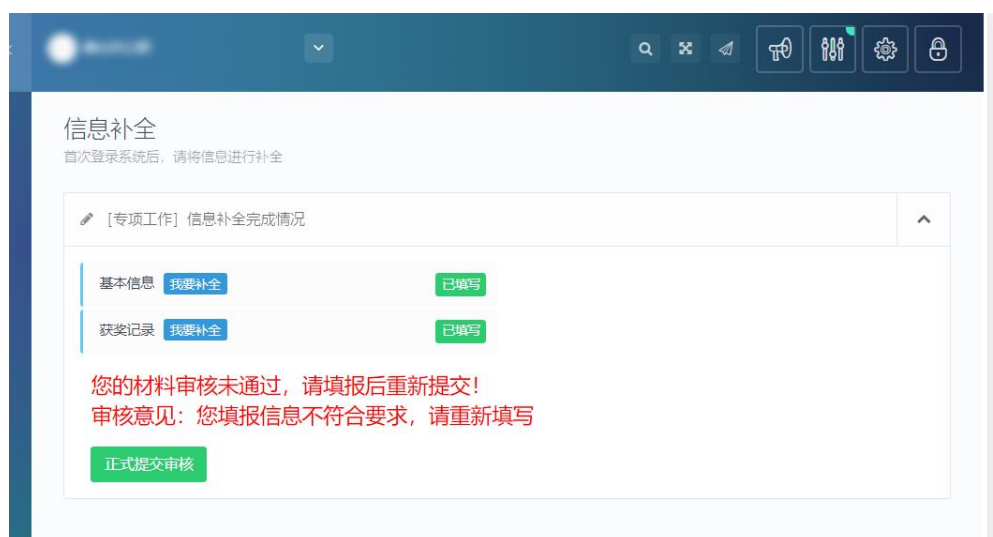 信息补全
首次登录系统后，请将信息进行补全
[专项工作] 信息补全完成情况
基本信息 我要补全 已填写
获奖记录 我要补全 已填写
您的材料审核未通过，请填报后重新提交！
审核意见：您填报信息不符合要求，请重新填写
正式提交审核